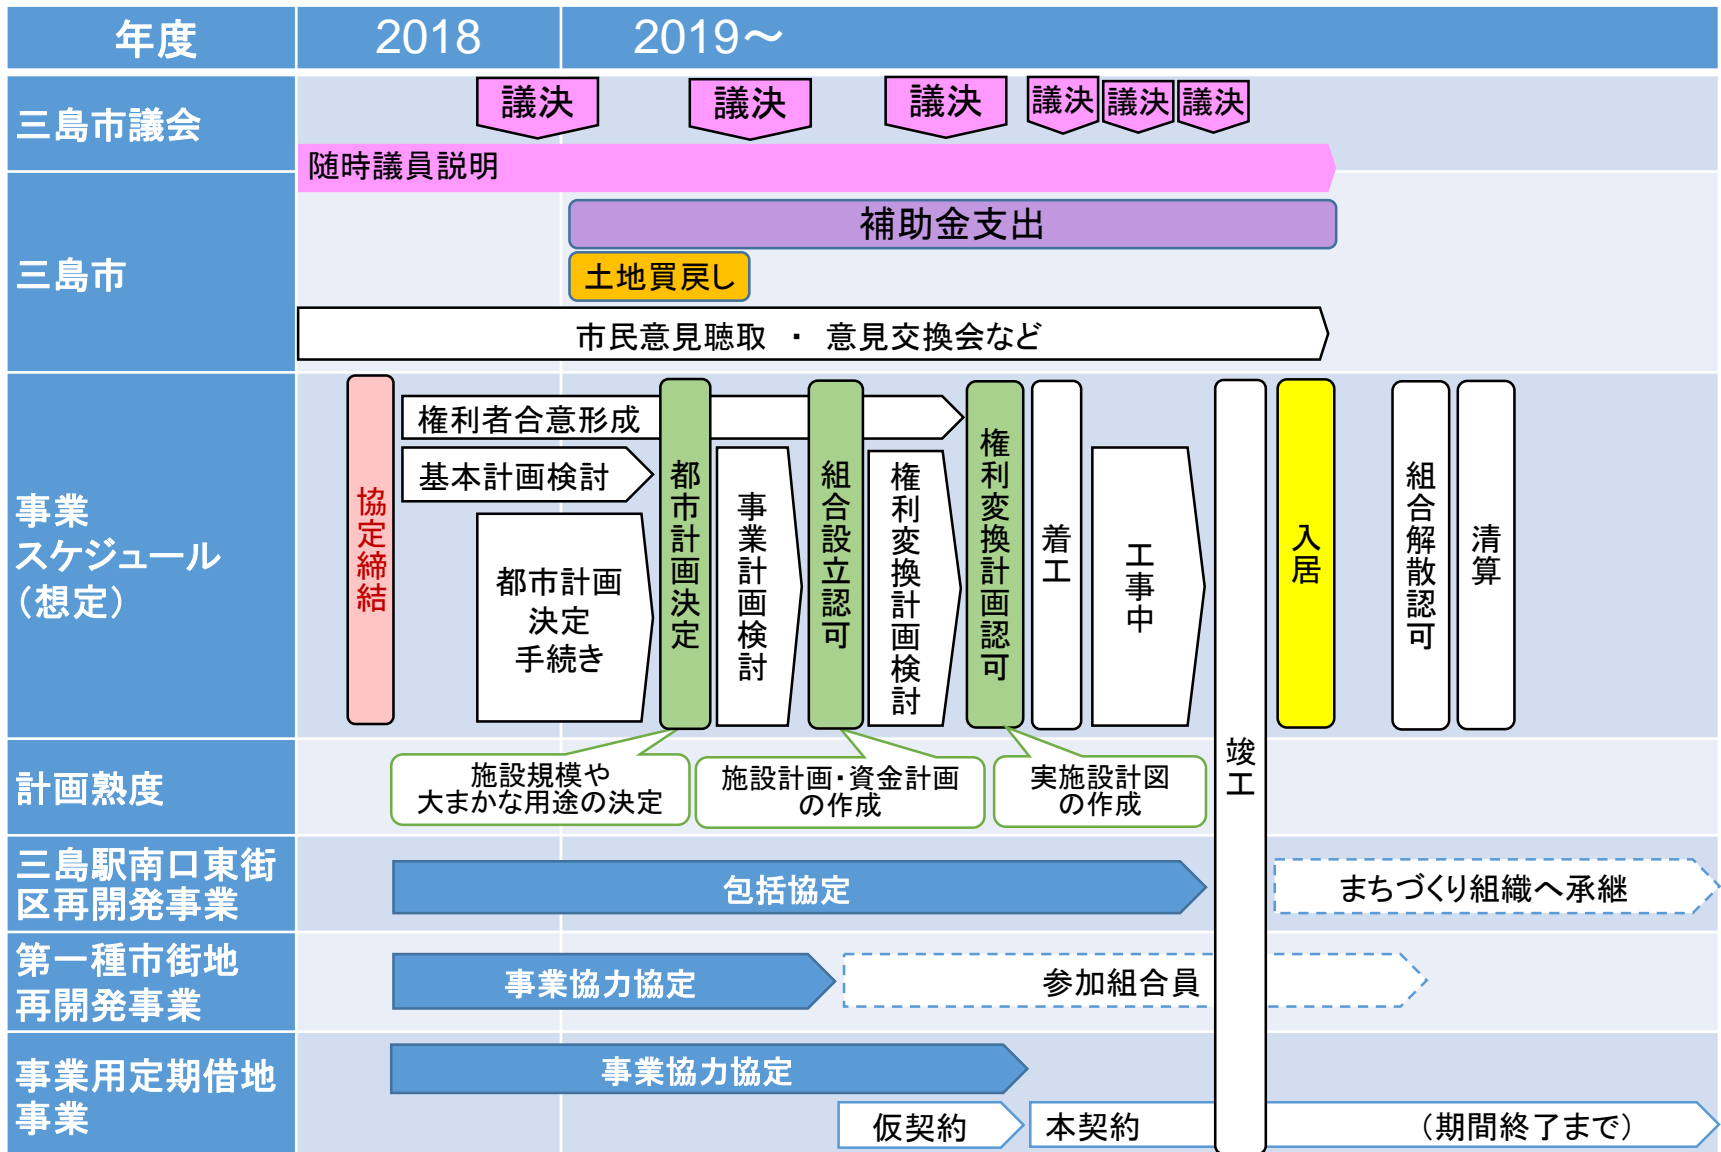 年度
2018
2019～
三島市議会
議決
議決
議決
議決
議決
議決
随時議員説明
三島市
補助金支出
土地買戻し
市民意見聴取 ・ 意見交換会など
事業
スケジュール
（想定）
協定締結
権利者合意形成
基本計画検討
都市計画
決定
手続き
都市計画決定
事業計画検討
組合設立認可
権利変換計画検討
権利変換計画認可
着工
工事中
竣工
入居
組合解散認可
清算
計画熟度
施設規模や
大まかな用途の決定
施設計画・資金計画
の作成
実施設計図
の作成
三島駅南口東街
区再開発事業
包括協定
まちづくり組織へ承継
第一種市街地
再開発事業
事業協力協定
参加組合員
事業用定期借地
事業
事業協力協定
仮契約
本契約
（期間終了まで）